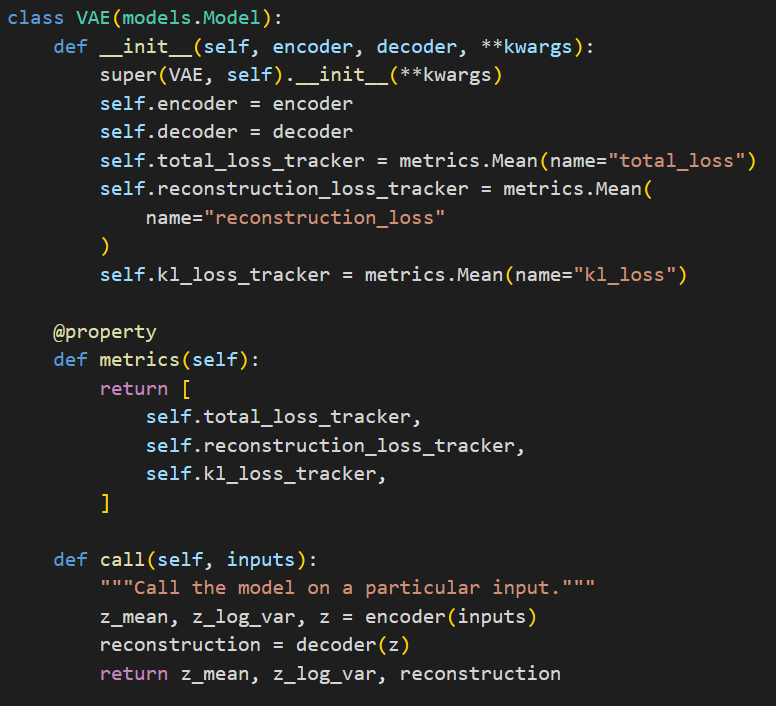 class VAE(models.Model):
    def __init__(self, encoder, decoder, **kwargs):
        super(VAE, self).__init__(**kwargs)
        self.encoder = encoder
        self.decoder = decoder
        self.total_loss_tracker = metrics.Mean(name="total_loss")
        self.reconstruction_loss_tracker = metrics.Mean(
            name="reconstruction_loss"
        )
        self.kl_loss_tracker = metrics.Mean(name="kl_loss")

    @property
    def metrics(self):
        return [
            self.total_loss_tracker,
            self.reconstruction_loss_tracker,
            self.kl_loss_tracker,
        ]

    def call(self, inputs):
        """Call the model on a particular input."""
        z_mean, z_log_var, z = encoder(inputs)
        reconstruction = decoder(z)
        return z_mean, z_log_var, reconstruction